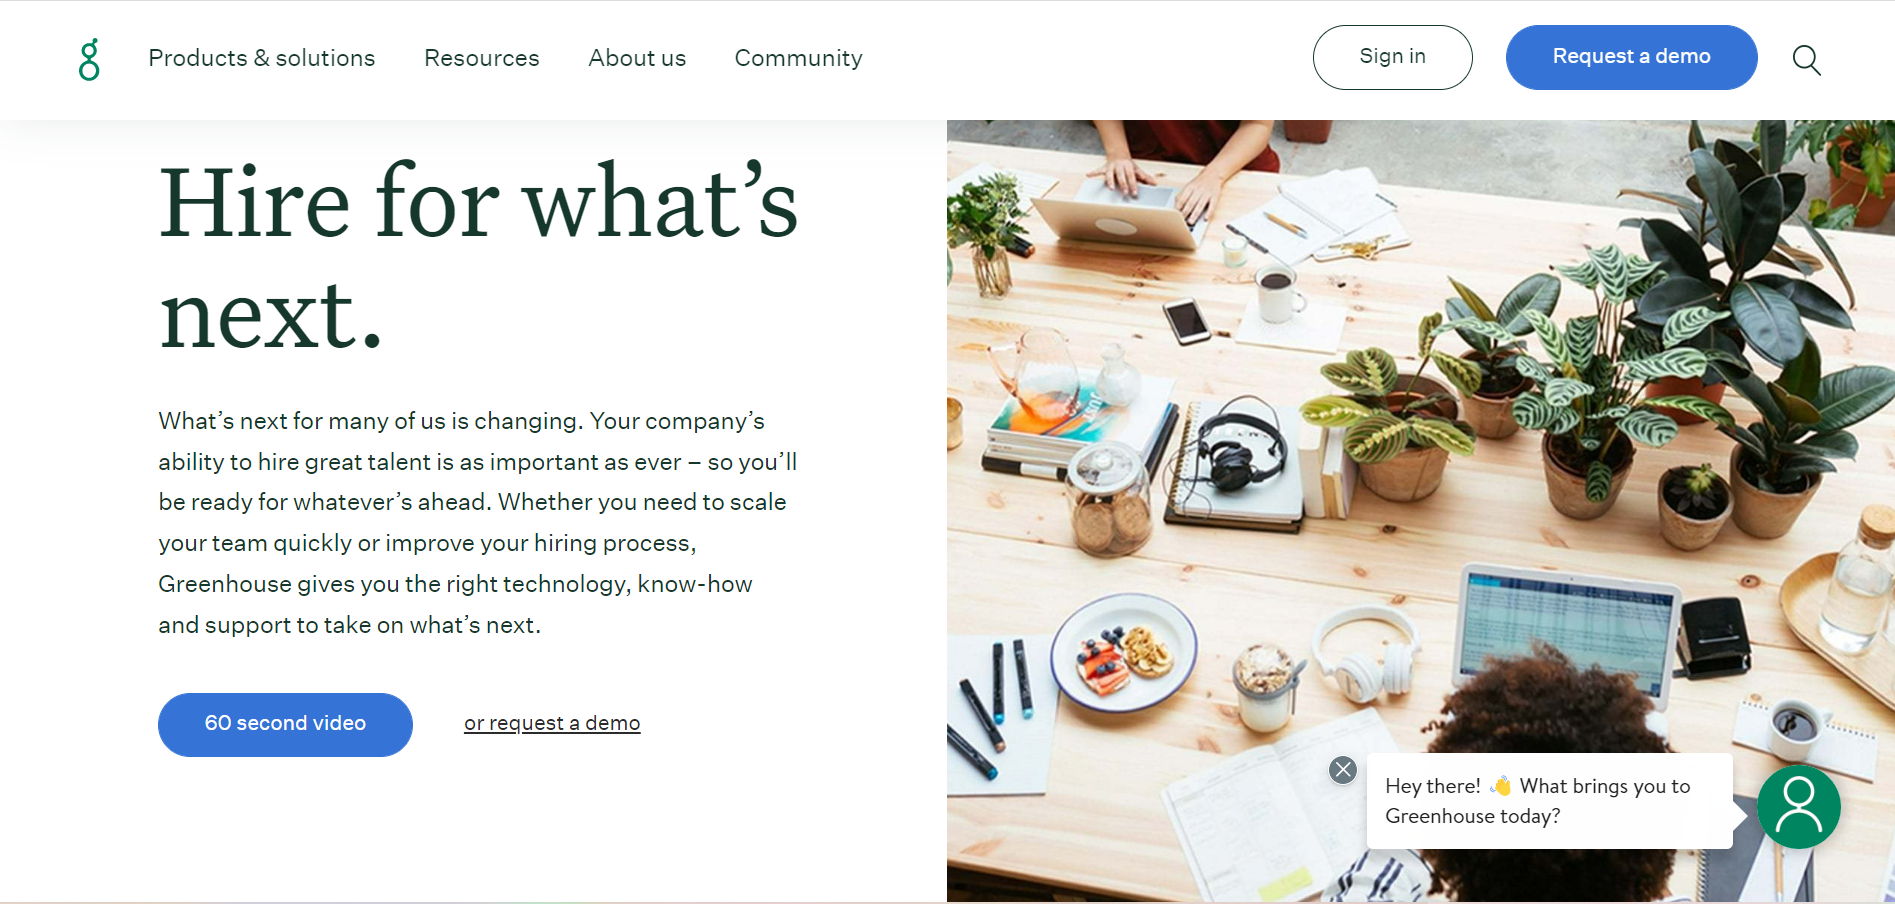 Products & solutions
Resources
About us
Community
Sign in
Request a demo
Hire for what’s
next.
What’s next for many of us is changing. Your company’s
ability to hire great talent is as important as ever – so you’ll
be ready for whatever’s ahead. Whether you need to scale
your team quickly or improve your hiring process,
Greenhouse gives you the right technology, know-how
and support to take on what’s next.
60 second video
or request a demo
Hey there! 👋 What brings you to
Greenhouse today?